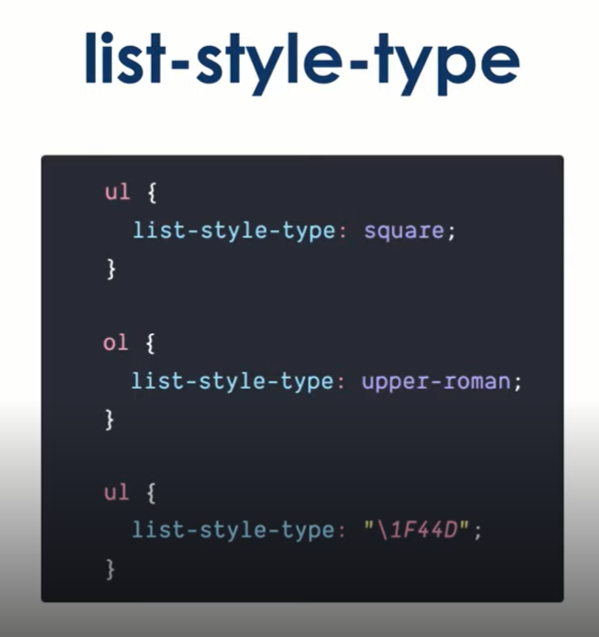 list-style-type
ul {
list-style-type: square;
}
ol {
list-style-type: upper-roman;
}
ul {
list-style-type: "\1F44D";
}